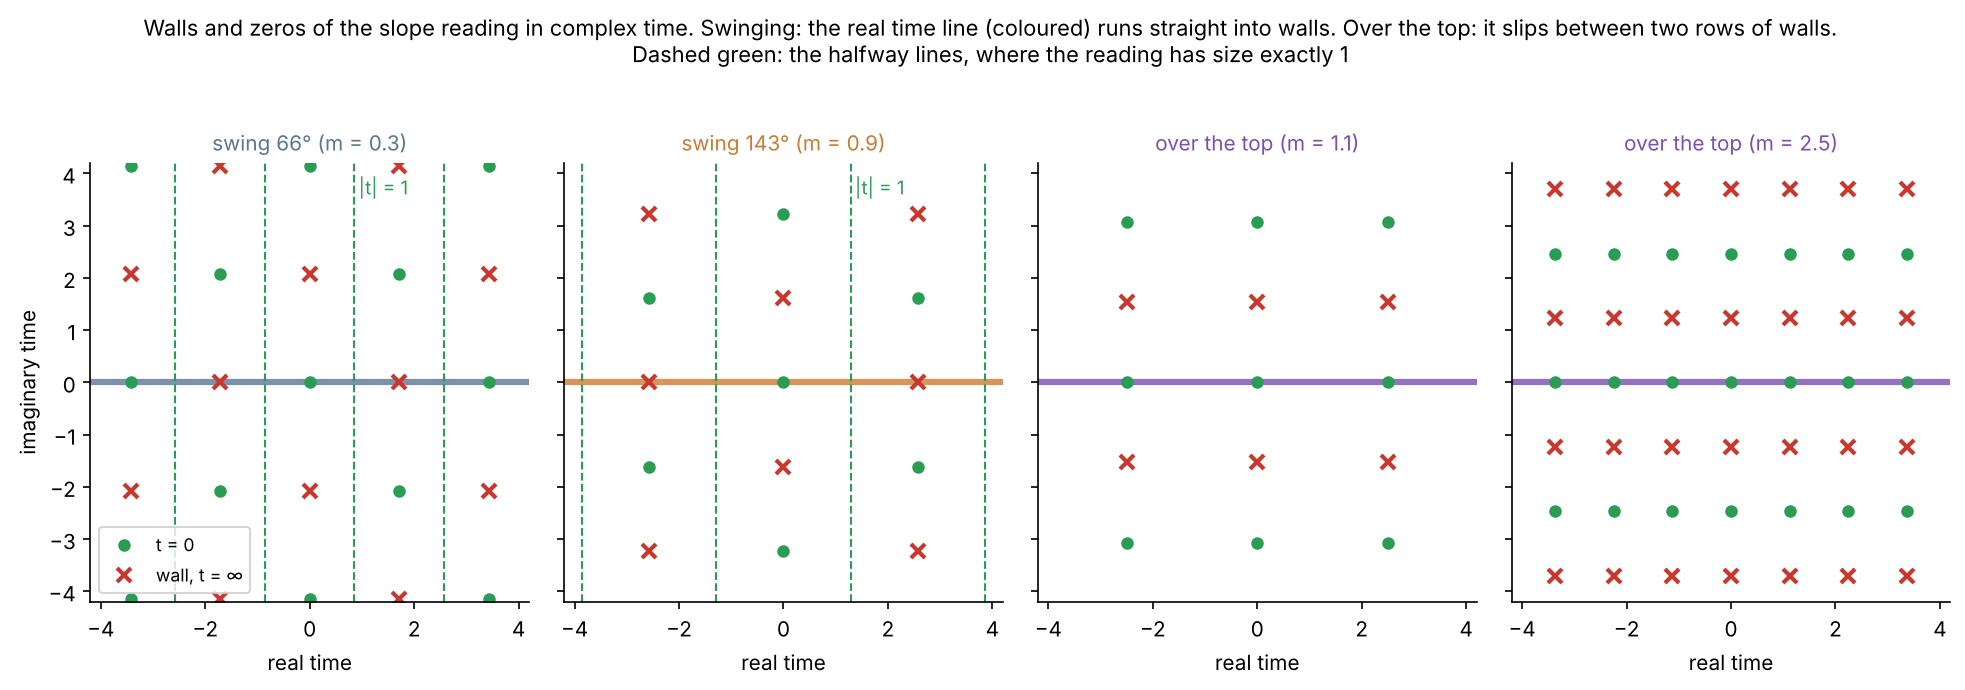 Walls and zeros of the slope reading in complex time. Swinging: the real time line (coloured) runs straight into walls. Over the top: it slips between two rows of walls.
Dashed green: the halfway lines, where the reading has size exactly 1
swing 66° (m = 0.3)
swing 143° (m = 0.9)
over the top (m = 1.1)
over the top (m = 2.5)
|t| = 1
|t| = 1
imaginary time
4
3
2
1
0
−1
−2
−3
−4
t = 0
wall, t = ∞
−4 −2 0 2 4
−4 −2 0 2 4
−4 −2 0 2 4
−4 −2 0 2 4
real time
real time
real time
real time